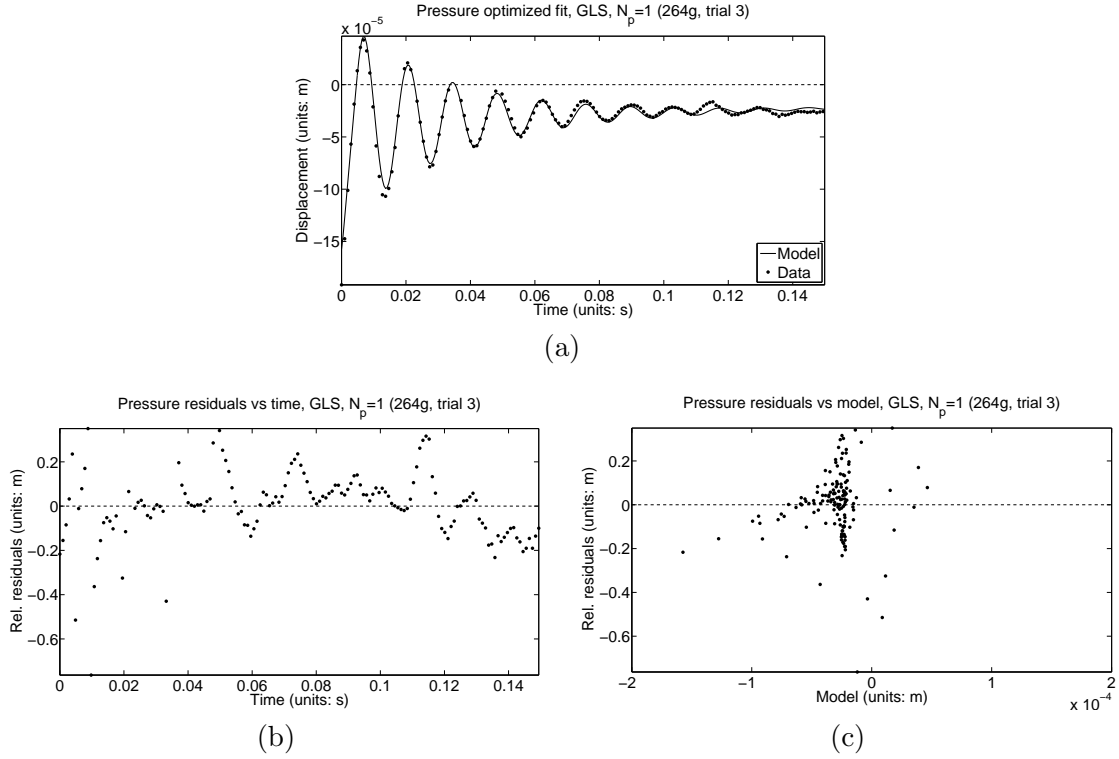 Pressure optimized fit, GLS, N_p=1 (264g, trial 3)
x 10^-5
0
−5
−10
−15
Displacement (units: m)
Model
Data
0 0.02 0.04 0.06 0.08 0.1 0.12 0.14
Time (units: s)
(a)
Pressure residuals vs time, GLS, N_p=1 (264g, trial 3)
0.2
0
−0.2
−0.4
−0.6
Rel. residuals (units: m)
0 0.02 0.04 0.06 0.08 0.1 0.12 0.14
Time (units: s)
(b)
Pressure residuals vs model, GLS, N_p=1 (264g, trial 3)
0.2
0
−0.2
−0.4
−0.6
Rel. residuals (units: m)
−2 −1 0 1 2
Model (units: m)
x 10^-4
(c)